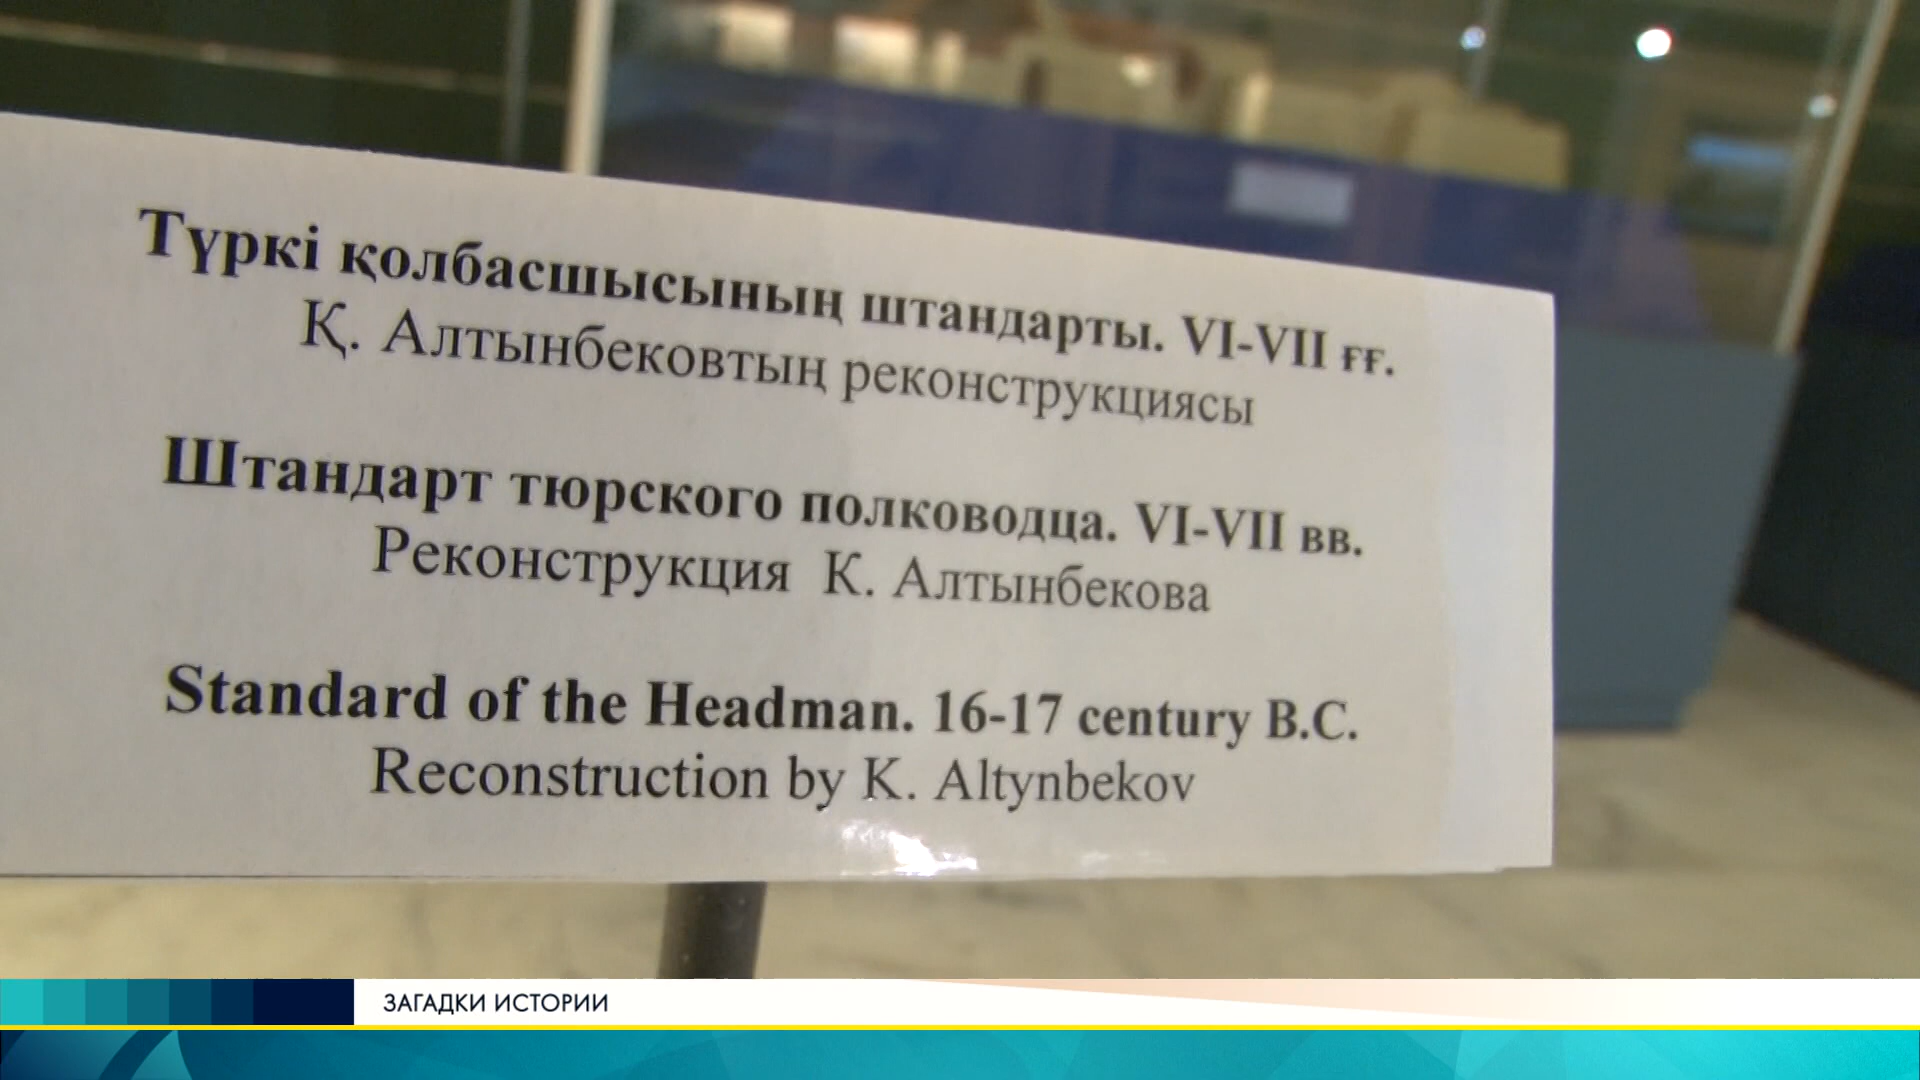 Түркі қолбасшысының штандарты. VI-VII ғғ.
Қ. Алтынбековтың реконструкциясы
Штандарт тюрского полководца. VI-VII вв.
Реконструкция К. Алтынбекова
Standard of the Headman. 16-17 century B.C.
Reconstruction by K. Altynbekov
ЗАГАДКИ ИСТОРИИ